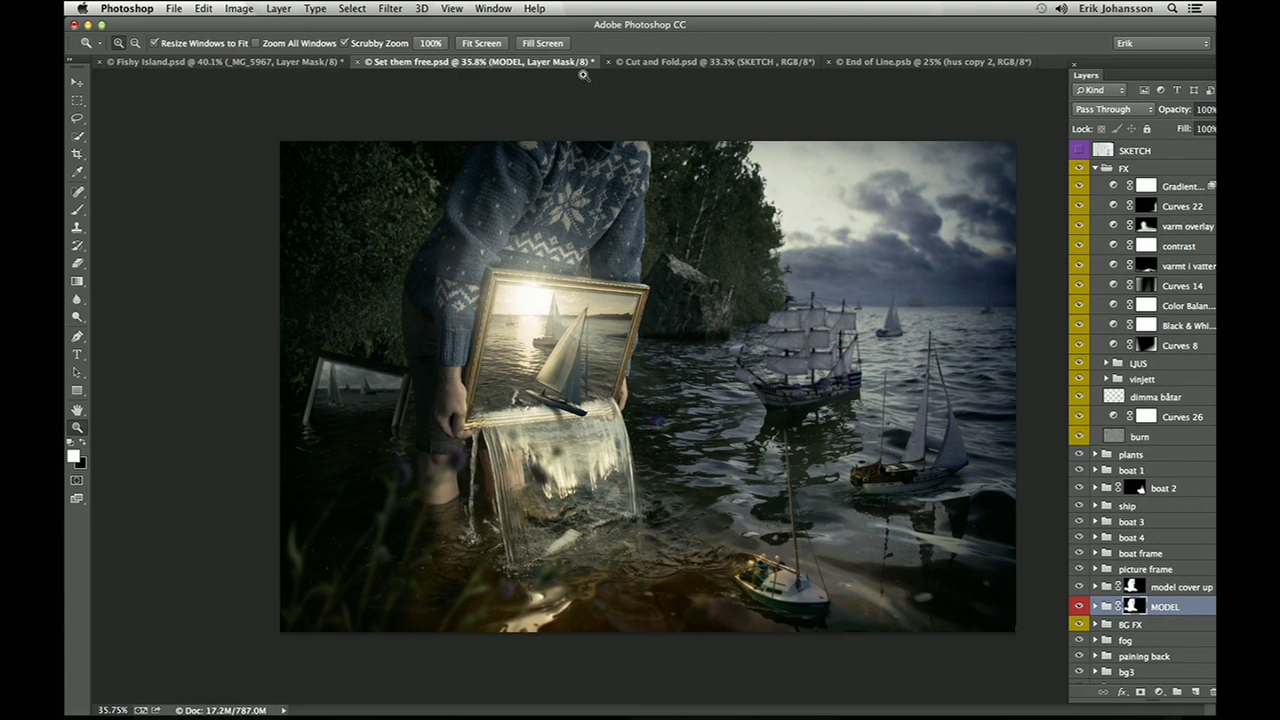 Photoshop File Edit Image Layer Type Select Filter 3D View Window Help Erik Johansson
Adobe Photoshop CC
Resize Windows to Fit Zoom All Windows Scrubby Zoom 100% Fit Screen Fill Screen Erik
× © Fishy Island.psd @ 40.1% (_MG_5967, Layer Mask/8) * × © Set them free.psd @ 35.8% (MODEL, Layer Mask/8) * × © Cut and Fold.psd @ 33.3% (SKETCH , RGB/8*) × © End of Line.psb @ 25% (hus copy 2, RGB/8*)
Layers
Kind
Pass Through Opacity: 100%
Lock: Fill: 100%
SKETCH
FX
Gradient...
Curves 22
varm overlay
contrast
varmt i vatter
Curves 14
Color Balan...
Black & Whi...
Curves 8
LJUS
vinjett
dimma båtar
Curves 26
burn
plants
boat 1
boat 2
ship
boat 3
boat 4
boat frame
picture frame
model cover up
MODEL
BG FX
fog
paining back
bg3
35.75% © Doc: 17.2M/787.0M